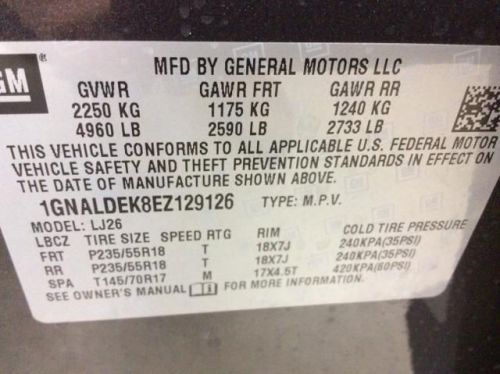 GM
MFD BY GENERAL MOTORS LLC
GVWR GAWR FRT GAWR RR
2250 KG 1175 KG 1240 KG
4960 LB 2590 LB 2733 LB
THIS VEHICLE CONFORMS TO ALL APPLICABLE U.S. FEDERAL MOTOR
VEHICLE SAFETY AND THEFT PREVENTION STANDARDS IN EFFECT ON
THE DATE OF MANUFACTURE SHOWN ABOVE.
1GNALDEK8EZ129126 TYPE: M.P.V.
MODEL: LJ26
LBCZ TIRE SIZE SPEED RTG RIM COLD TIRE PRESSURE
FRT P235/55R18 T 18X7J 240KPA(35PSI)
RR P235/55R18 T 18X7J 240KPA(35PSI)
SPA T145/70R17 M 17X4.5T 420KPA(60PSI)
SEE OWNER'S MANUAL FOR MORE INFORMATION.